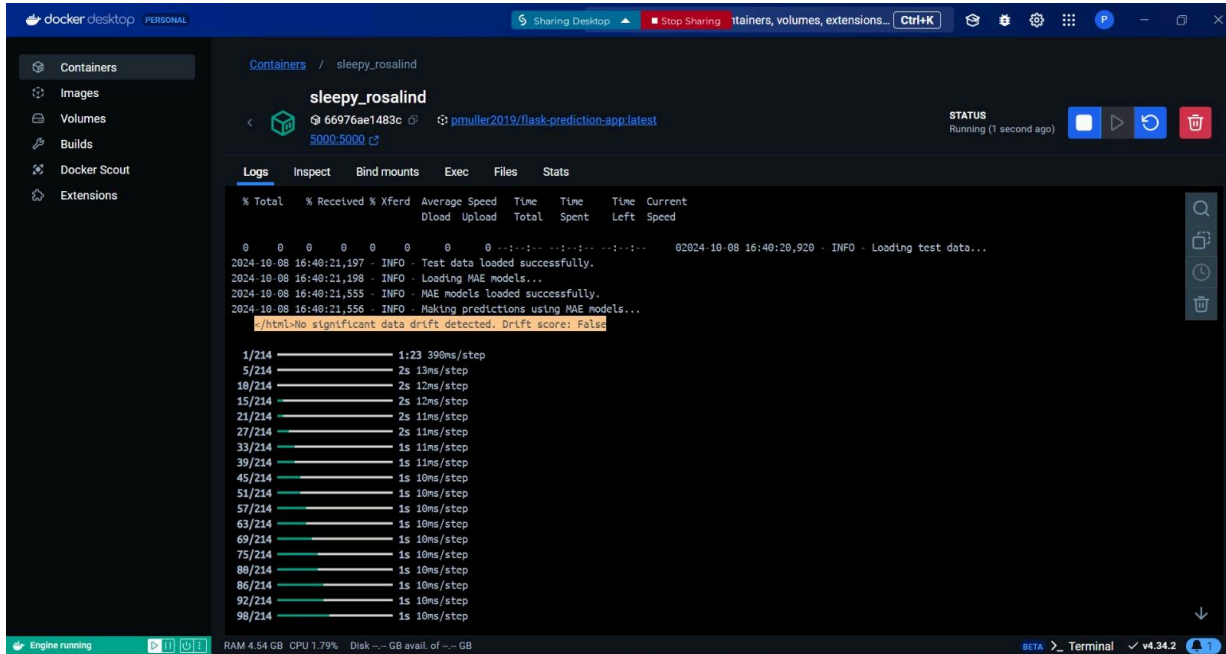 docker desktop PERSONAL
Sharing Desktop
Stop Sharing
ntainers, volumes, extensions... Ctrl+K
P
Containers
Images
Volumes
Builds
Docker Scout
Extensions
Containers / sleepy_rosalind
sleepy_rosalind
66976ae1483c pmuller2019/flask-prediction-app:latest
5000:5000
STATUS
Running (1 second ago)
Logs Inspect Bind mounts Exec Files Stats
% Total % Received % Xferd Average Speed Time Time Time Current
Dload Upload Total Spent Left Speed
0 0 0 0 0 0 0 0 --:--:-- --:--:-- --:--:-- 02024-10-08 16:40:20,920 - INFO - Loading test data...
2024-10-08 16:40:21,197 - INFO - Test data loaded successfully.
2024-10-08 16:40:21,198 - INFO - Loading MAE models...
2024-10-08 16:40:21,555 - INFO - MAE models loaded successfully.
2024-10-08 16:40:21,556 - INFO - Making predictions using MAE models...
</html>No significant data drift detected. Drift score: False
1/214 1:23 390ms/step
5/214 2s 13ms/step
10/214 2s 12ms/step
15/214 2s 12ms/step
21/214 2s 11ms/step
27/214 2s 11ms/step
33/214 1s 11ms/step
39/214 1s 11ms/step
45/214 1s 10ms/step
51/214 1s 10ms/step
57/214 1s 10ms/step
63/214 1s 10ms/step
69/214 1s 10ms/step
75/214 1s 10ms/step
80/214 1s 10ms/step
86/214 1s 10ms/step
92/214 1s 10ms/step
98/214 1s 10ms/step
Engine running
RAM 4.54 GB CPU 1.79% Disk --.-- GB avail. of --.-- GB
BETA >_ Terminal v4.34.2 1